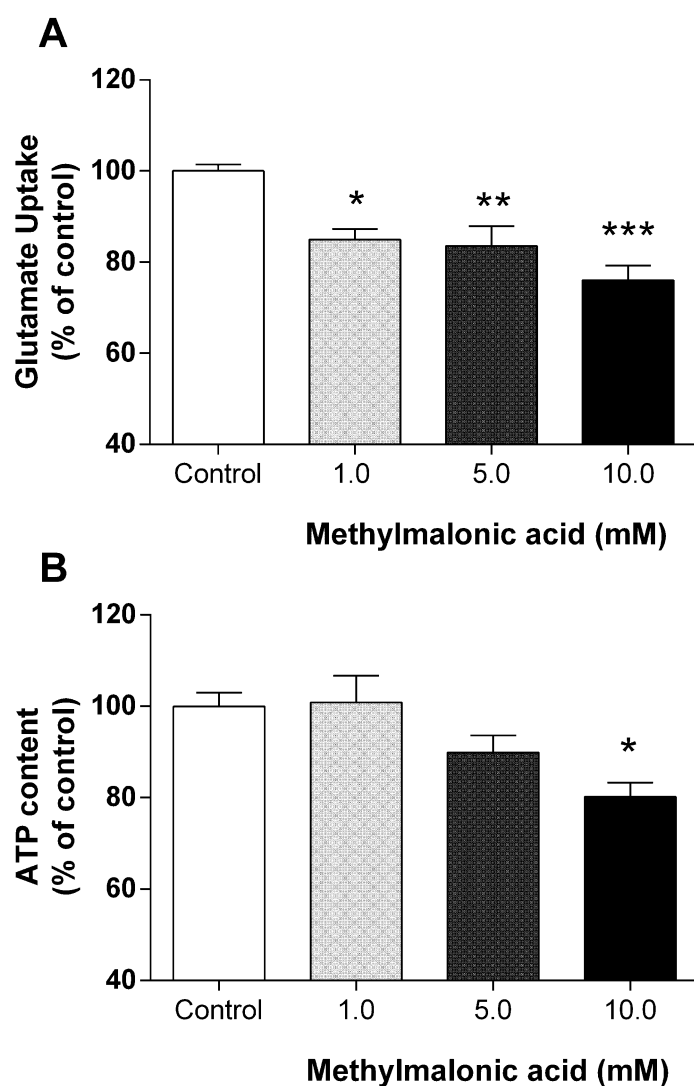 A
Glutamate Uptake
(% of control)
120
100
80
60
40
*
**
***
Control 1.0 5.0 10.0
Methylmalonic acid (mM)
B
ATP content
(% of control)
120
100
80
60
40
*
Control 1.0 5.0 10.0
Methylmalonic acid (mM)